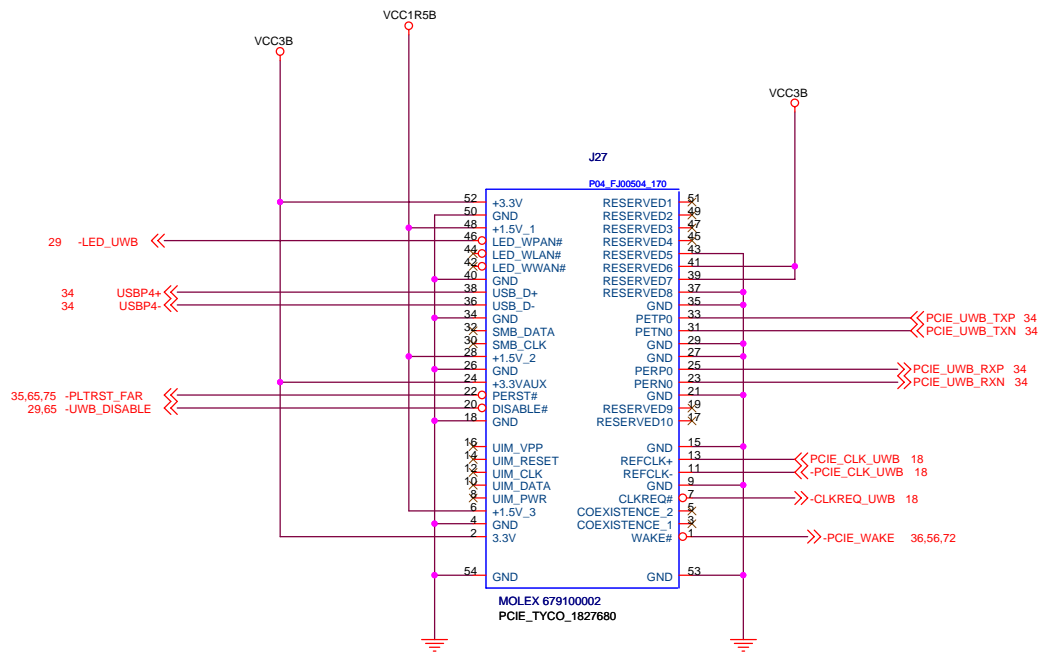 VCC1R5B
VCC3B
VCC3B
J27
P04_FJ00504_170
52 +3.3V RESERVED1 51
50 GND RESERVED2 49
48 +1.5V_1 RESERVED3 47
29 -LED_UWB 46 LED_WPAN# RESERVED4 45
44 LED_WLAN# RESERVED5 43
42 LED_WWAN# RESERVED6 41
40 GND RESERVED7 39
34 USBP4+ 38 USB_D+ RESERVED8 37
34 USBP4- 36 USB_D- GND 35
34 GND PETP0 33 PCIE_UWB_TXP 34
32 SMB_DATA PETN0 31 PCIE_UWB_TXN 34
30 SMB_CLK GND 29
28 +1.5V_2 GND 27
26 GND PERP0 25 PCIE_UWB_RXP 34
24 +3.3VAUX PERN0 23 PCIE_UWB_RXN 34
35,65,75 -PLTRST_FAR 22 PERST# GND 21
29,65 -UWB_DISABLE 20 DISABLE# RESERVED9 19
18 GND RESERVED10 17
16 UIM_VPP GND 15
14 UIM_RESET REFCLK+ 13 PCIE_CLK_UWB 18
12 UIM_CLK REFCLK- 11 -PCIE_CLK_UWB 18
10 UIM_DATA GND 9
8 UIM_PWR CLKREQ# 7 -CLKREQ_UWB 18
6 +1.5V_3 COEXISTENCE_2 5
4 GND COEXISTENCE_1 3
2 3.3V WAKE# 1 -PCIE_WAKE 36,56,72
54 GND GND 53
MOLEX 679100002
PCIE_TYCO_1827680